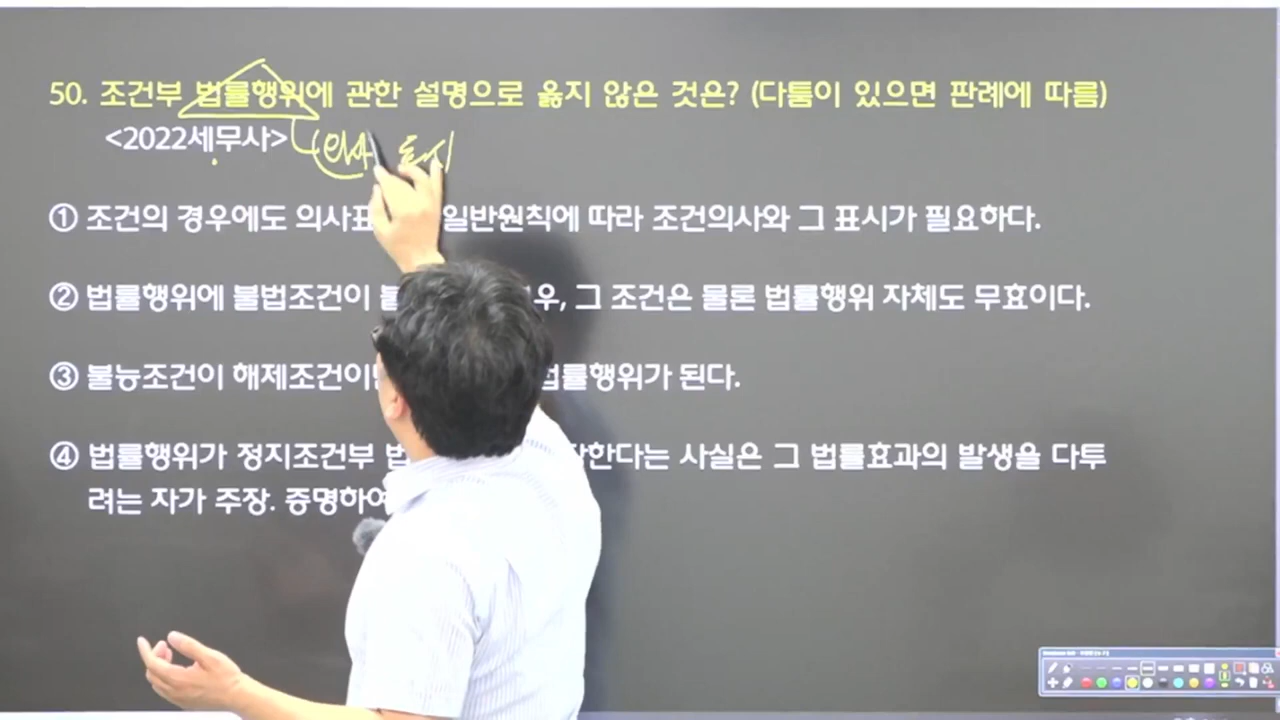 50. 조건부 법률행위에 관한 설명으로 옳지 않은 것은? (다툼이 있으면 판례에 따름)
<2022세무사>
의사 표시
① 조건의 경우에도 의사표 일반원칙에 따라 조건의사와 그 표시가 필요하다.
② 법률행위에 불법조건이 우, 그 조건은 물론 법률행위 자체도 무효이다.
③ 불능조건이 해제조건이 법률행위가 된다.
④ 법률행위가 정지조건부 한다는 사실은 그 법률효과의 발생을 다투
려는 자가 주장. 증명하여